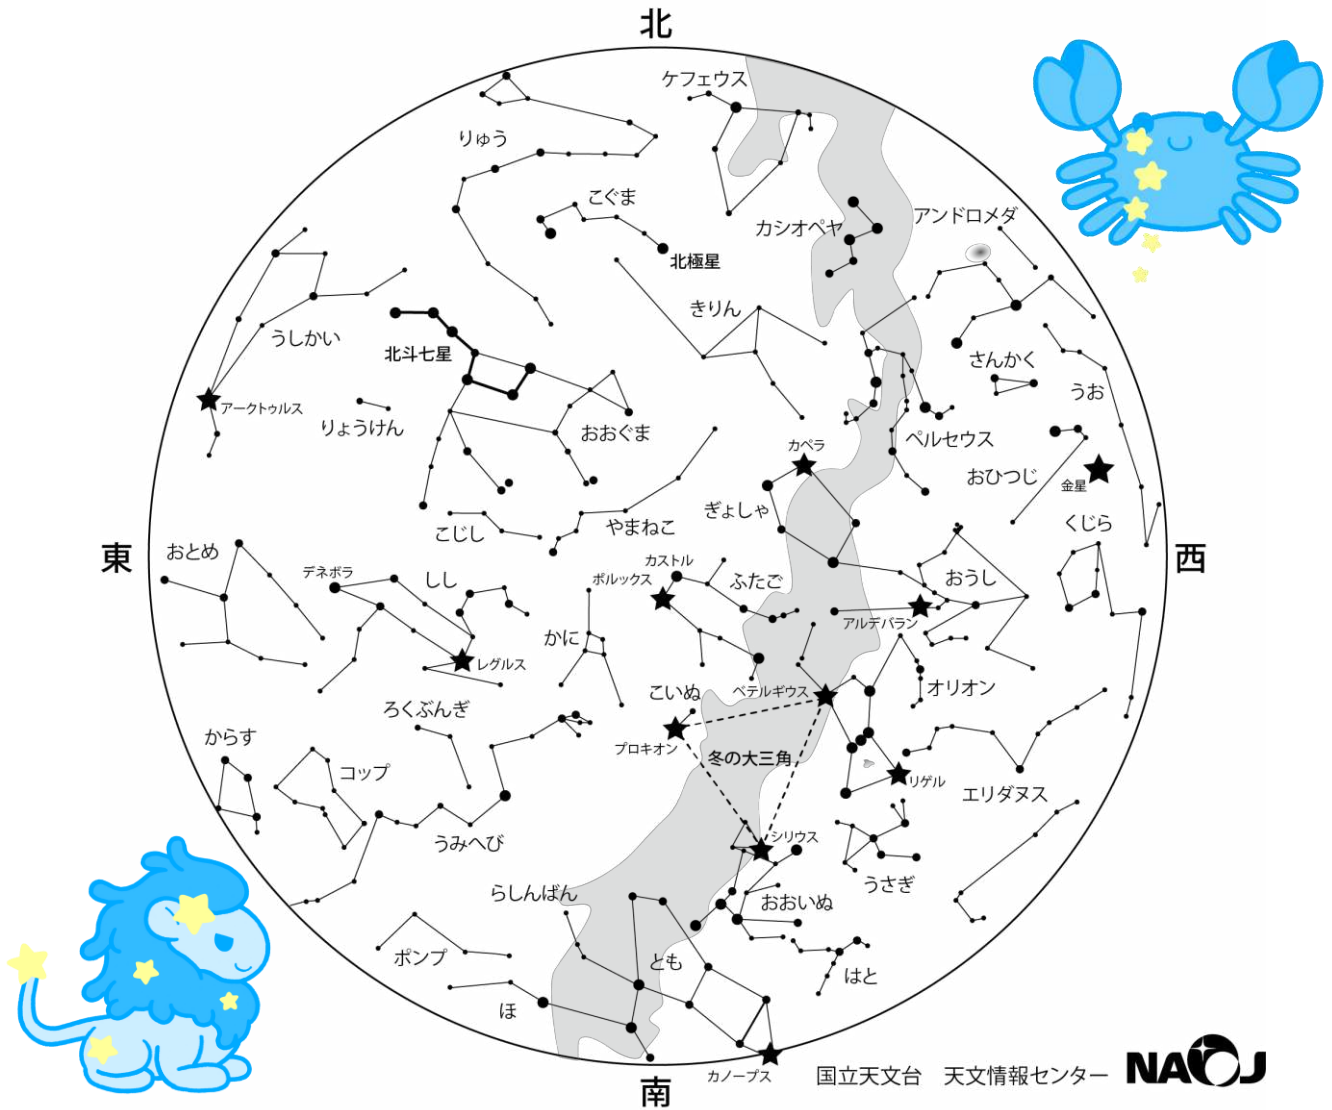 北
ケフェウス
りゅう
こぐま
アンドロメダ
カシオペヤ
北極星
きりん
うしかい
北斗七星
さんかく
うお
アークトゥルス
りょうけん
おおぐま
ペルセウス
カペラ
おひつじ
金星
ぎょしゃ
こじし
やまねこ
くじら
東
おとめ
西
デネボラ
しし
カストル
ポルックス
ふたご
おうし
アルデバラン
かに
レグルス
こいぬ
ベテルギウス
オリオン
ろくぶんぎ
からす
プロキオン
冬の大三角
コップ
リゲル
エリダヌス
うみへび
シリウス
うさぎ
らしんばん
おおいぬ
ポンプ
とも
はと
ほ
カノープス
南
国立天文台 天文情報センター
NAOJ